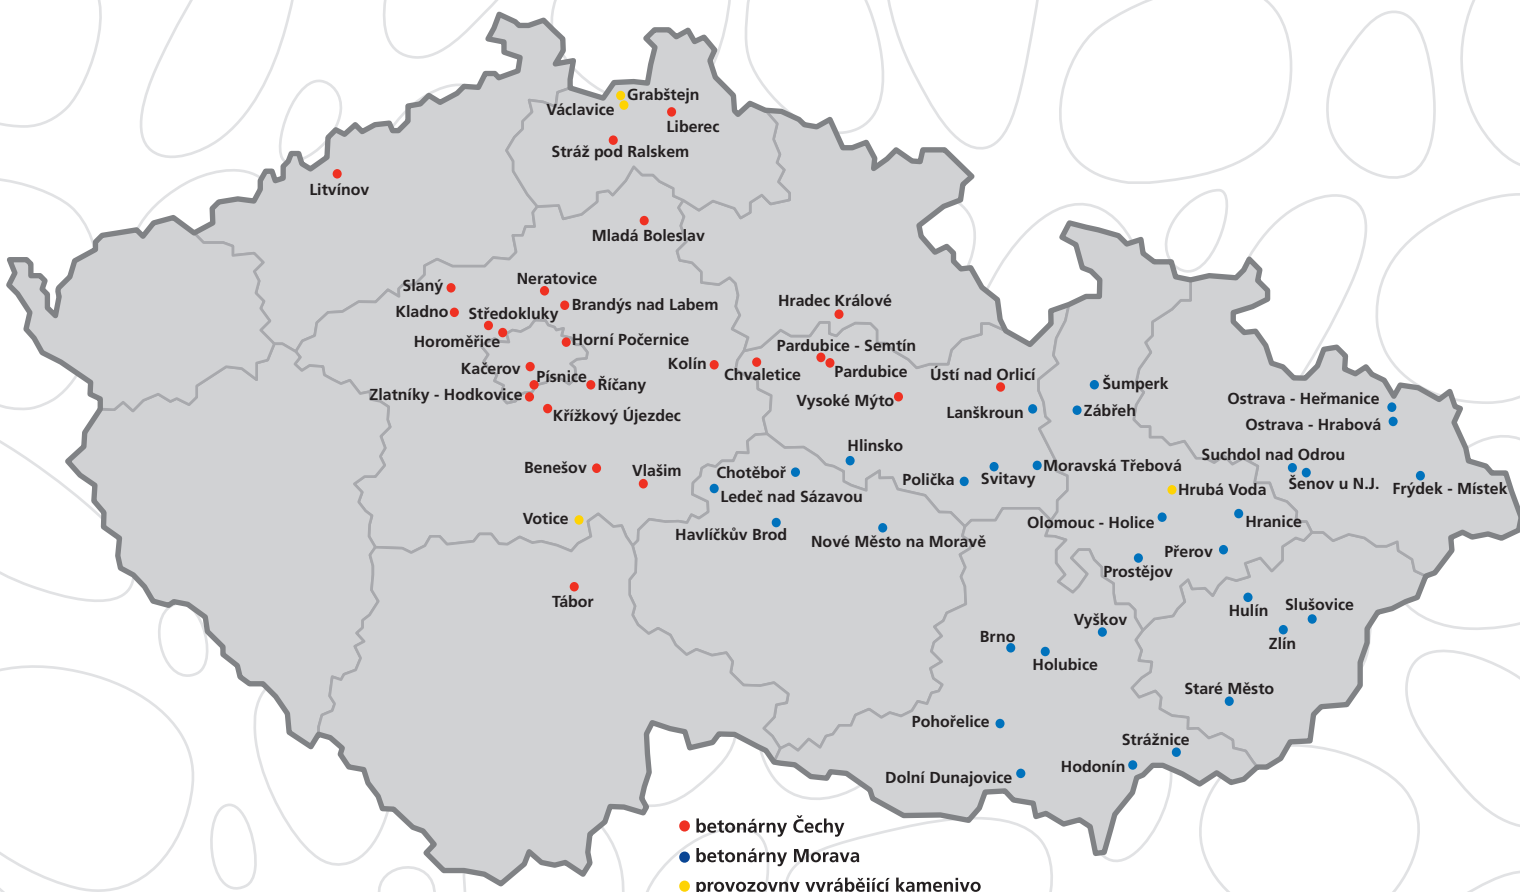 Grabštejn
Václavice
Liberec
Stráž pod Ralskem
Litvínov
Mladá Boleslav
Neratovice
Slaný
Brandýs nad Labem
Kladno
Středokluky
Hradec Králové
Horoměřice
Horní Počernice
Pardubice - Semtín
Kolín
Chvaletice
Pardubice
Kačerov
Písnice
Říčany
Ústí nad Orlicí
Šumperk
Zlatníky - Hodkovice
Vysoké Mýto
Lanškroun
Zábřeh
Ostrava - Heřmanice
Křížkový Újezdec
Ostrava - Hrabová
Hlinsko
Suchdol nad Odrou
Benešov
Vlašim
Chotěboř
Moravská Třebová
Polička
Svitavy
Šenov u N.J.
Frýdek - Místek
Ledeč nad Sázavou
Hrubá Voda
Votice
Olomouc - Holice
Hranice
Havlíčkův Brod
Nové Město na Moravě
Přerov
Prostějov
Tábor
Hulín
Slušovice
Vyškov
Brno
Zlín
Holubice
Staré Město
Pohořelice
Strážnice
Hodonín
Dolní Dunajovice
betonárny Čechy
betonárny Morava
provozovny vyrábějící kamenivo